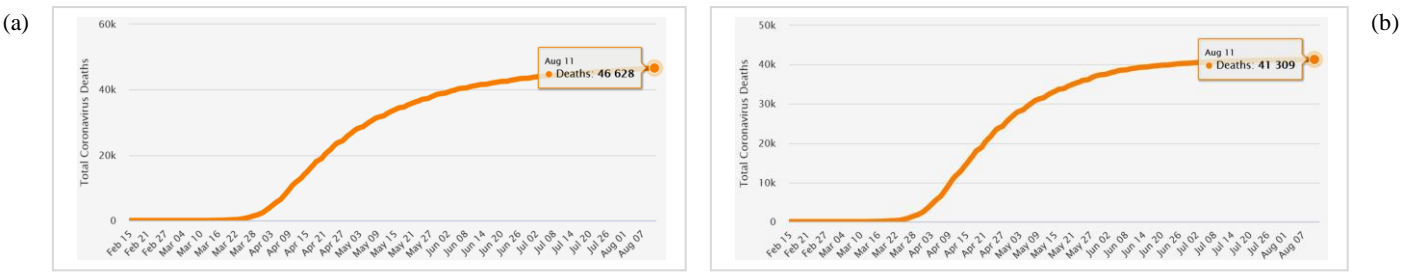 (a)
60k
40k
20k
0
Total Coronavirus Deaths
Aug 11
Deaths: 46 628
Feb 15 Feb 21 Feb 27 Mar 04 Mar 10 Mar 16 Mar 22 Mar 28 Apr 03 Apr 09 Apr 15 Apr 21 Apr 27 May 03 May 09 May 15 May 21 May 27 Jun 02 Jun 08 Jun 14 Jun 20 Jun 26 Jul 02 Jul 08 Jul 14 Jul 20 Jul 26 Aug 01 Aug 07
50k
40k
30k
20k
10k
0
Total Coronavirus Deaths
Aug 11
Deaths: 41 309
Feb 15 Feb 21 Feb 27 Mar 04 Mar 10 Mar 16 Mar 22 Mar 28 Apr 03 Apr 09 Apr 15 Apr 21 Apr 27 May 03 May 09 May 15 May 21 May 27 Jun 02 Jun 08 Jun 14 Jun 20 Jun 26 Jul 02 Jul 08 Jul 14 Jul 20 Jul 26 Aug 01 Aug 07
(b)